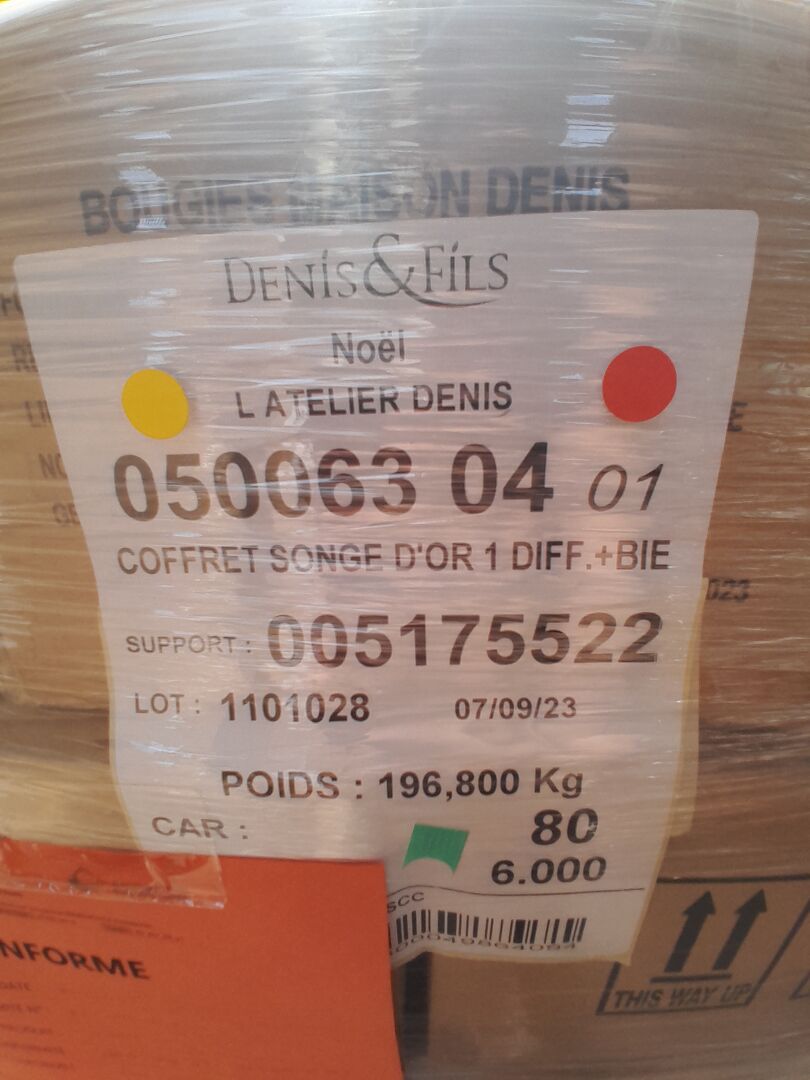 BOUGIES MAISON DENIS
DENIS & FILS
Noël
L ATELIER DENIS
050063 04 01
COFFRET SONGE D'OR 1 DIFF.+BIE
SUPPORT : 005175522
LOT : 1101028 07/09/23
POIDS : 196,800 Kg
CAR : 80
6.000
SCC
NFORME
THIS WAY UP